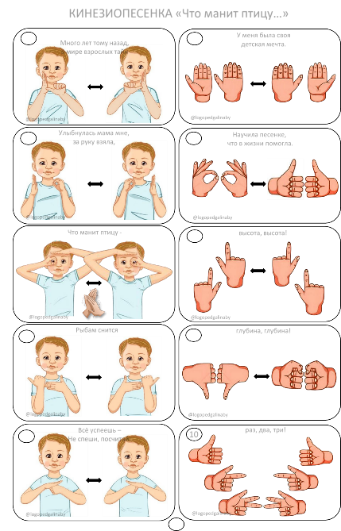 КИНЕЗИОПЕСЕНКА «Что манит птицу...»
Много лет тому назад,
в мире взрослых
У меня была своя
детская мечта.
Улыбнулась мама мне,
за руку взяла,
Научила песенке,
что в жизни помогла.
Что манит птицу -
высота, высота!
Рыбам снится
глубина, глубина!
Всё успеешь –
Не спеши, посчитай
10
раз, два, три!